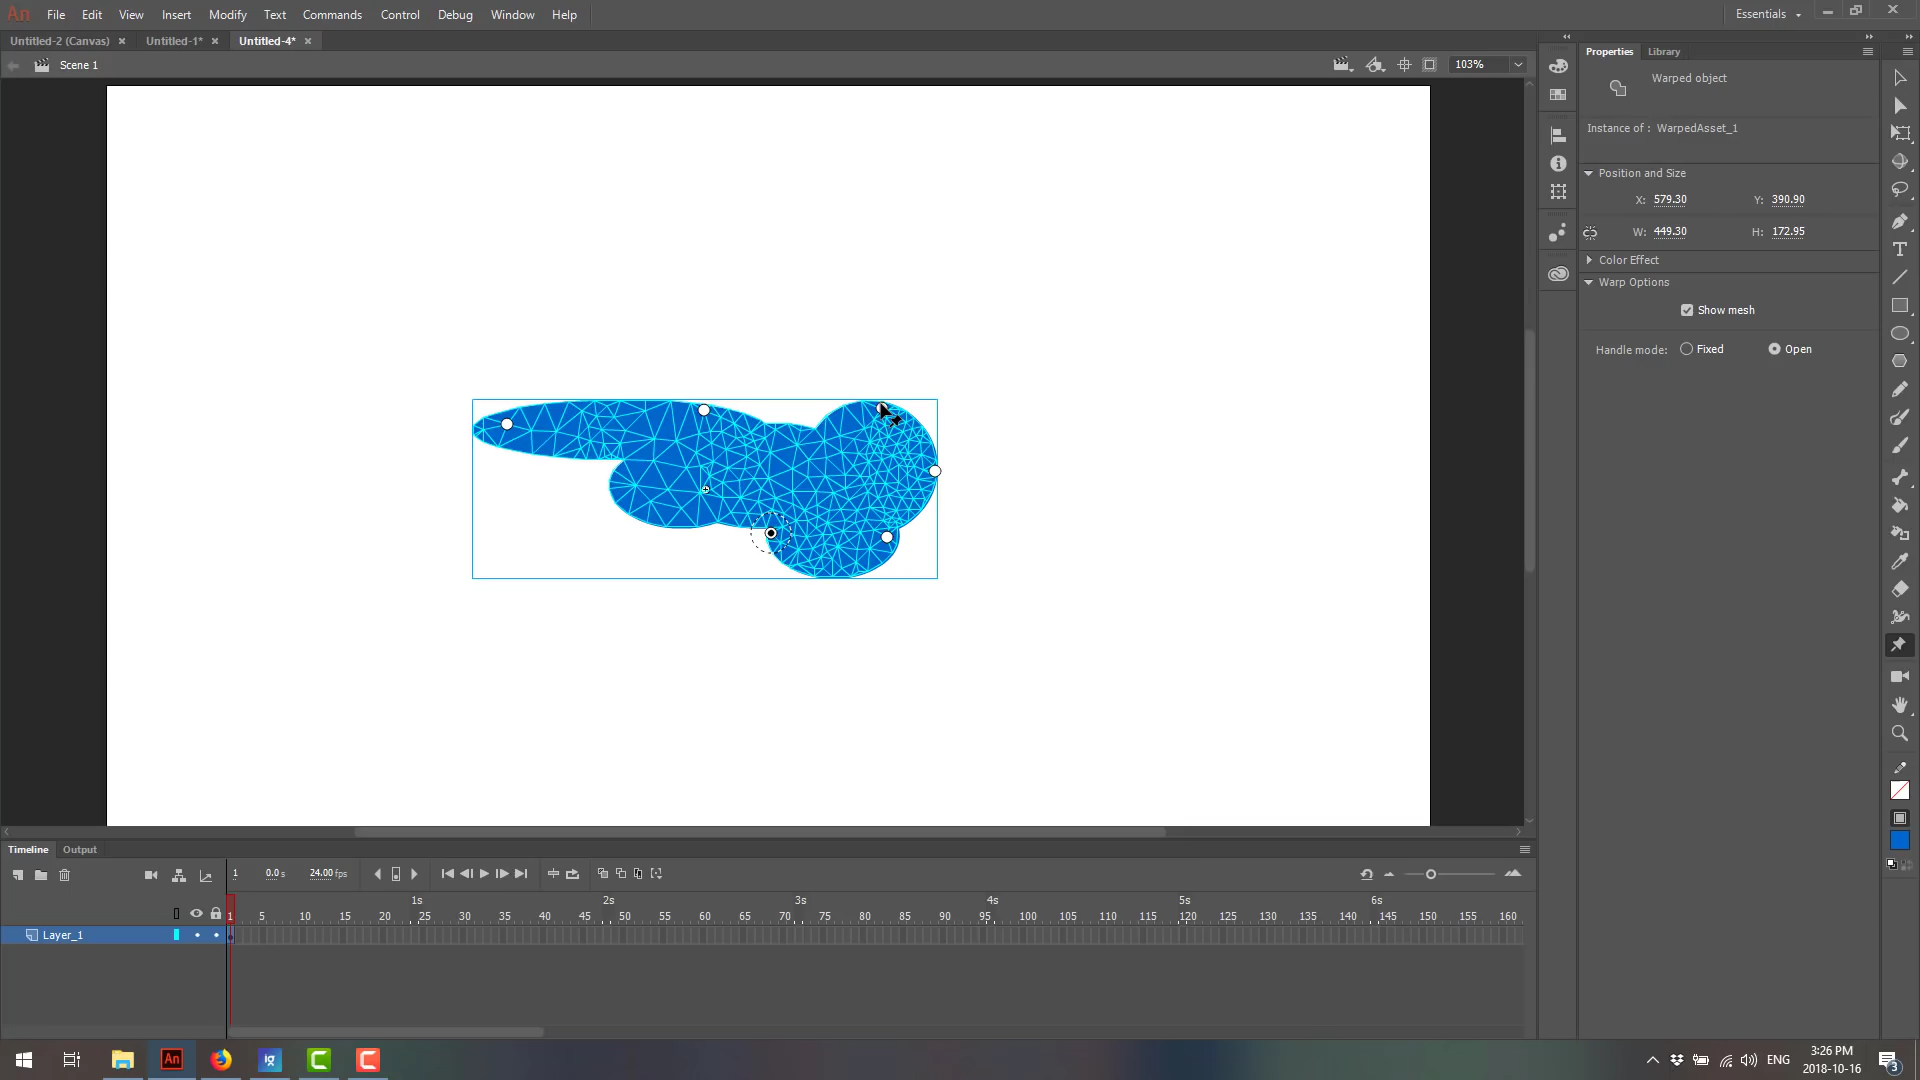 An File Edit View Insert Modify Text Commands Control Debug Window Help Essentials
Untitled-2 (Canvas) × Untitled-1* × Untitled-4* ×
Scene 1 103%
Properties Library
Warped object
Instance of : WarpedAsset_1
Position and Size
X: 579.30 Y: 390.90
W: 449.30 H: 172.95
Color Effect
Warp Options
Show mesh
Handle mode: Fixed Open
Timeline Output
1 0.0 s 24.00 fps
1s 2s 3s 4s 5s 6s
1 5 10 15 20 25 30 35 40 45 50 55 60 65 70 75 80 85 90 95 100 105 110 115 120 125 130 135 140 145 150 155 160
Layer_1
An ig C C ENG 3:26 PM
2018-10-16 3